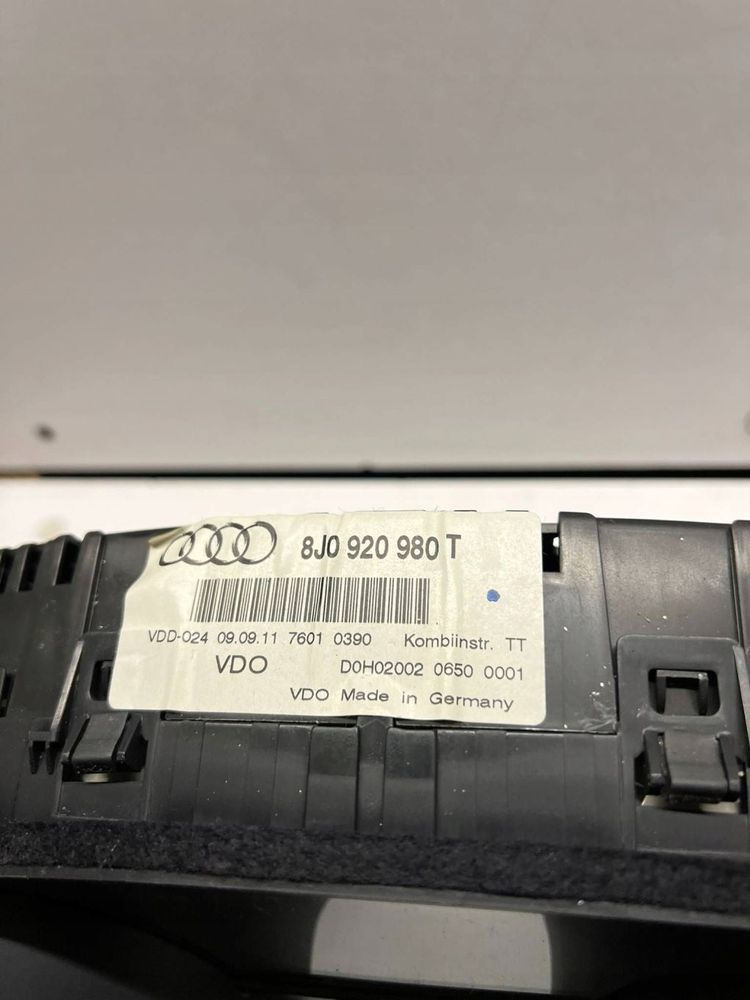 8J0 920 980 T
VDD-024 09.09.11 7601 0390 Kombiinstr. TT
VDO D0H02002 0650 0001
VDO Made in Germany